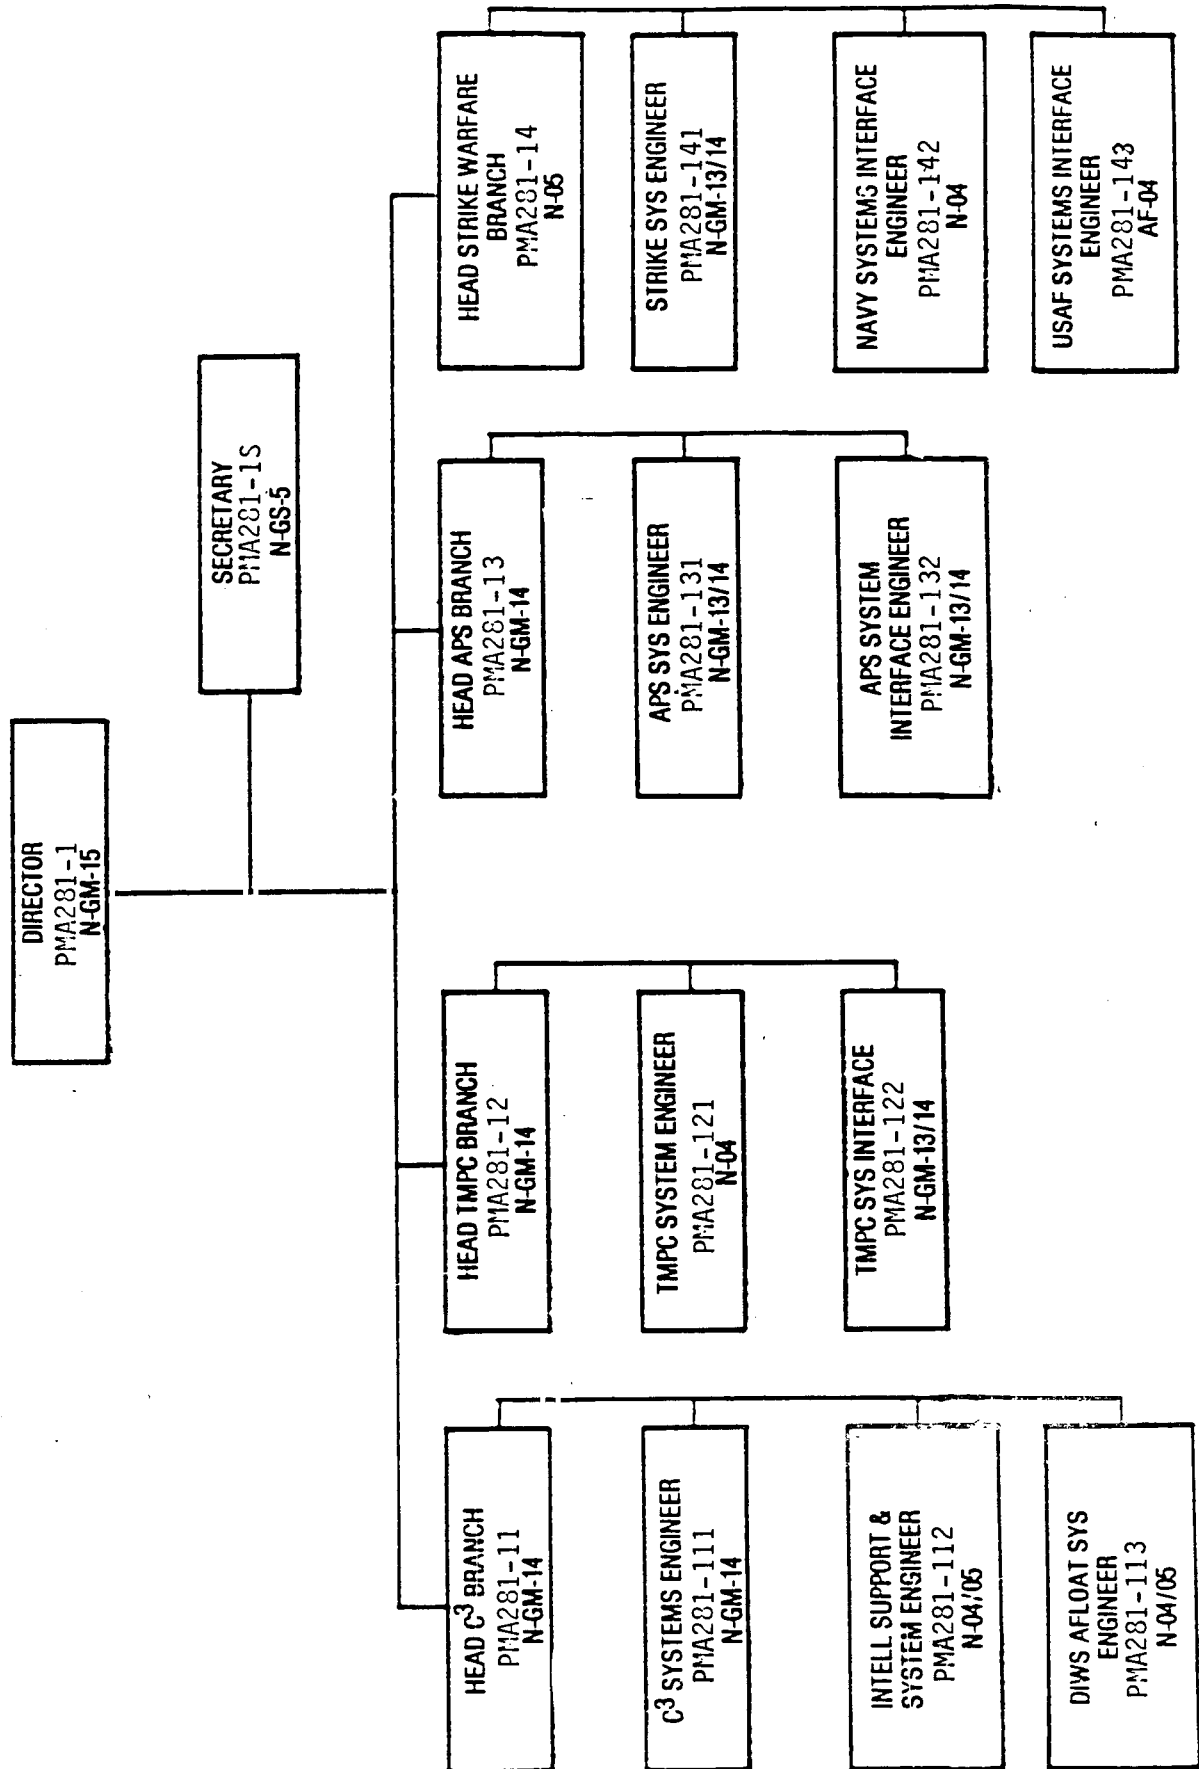 DIRECTOR
PMA281-1
N-GM-15
SECRETARY
PMA281-1S
N-GS-5
HEAD C³ BRANCH
PMA281-11
N-GM-14
C³ SYSTEMS ENGINEER
PMA281-111
N-GM-14
INTELL SUPPORT &
SYSTEM ENGINEER
PMA281-112
N-04/05
DIWS AFLOAT SYS
ENGINEER
PMA281-113
N-04/05
HEAD TMPC BRANCH
PMA281-12
N-GM-14
TMPC SYSTEM ENGINEER
PMA281-121
N-04
TMPC SYS INTERFACE
PMA281-122
N-GM-13/14
HEAD APS BRANCH
PMA281-13
N-GM-14
APS SYS ENGINEER
PMA281-131
N-GM-13/14
APS SYSTEM
INTERFACE ENGINEER
PMA281-132
N-GM-13/14
HEAD STRIKE WARFARE
BRANCH
PMA281-14
N-05
STRIKE SYS ENGINEER
PMA281-141
N-GM-13/14
NAVY SYSTEMS INTERFACE
ENGINEER
PMA281-142
N-04
USAF SYSTEMS INTERFACE
ENGINEER
PMA281-143
AF-04